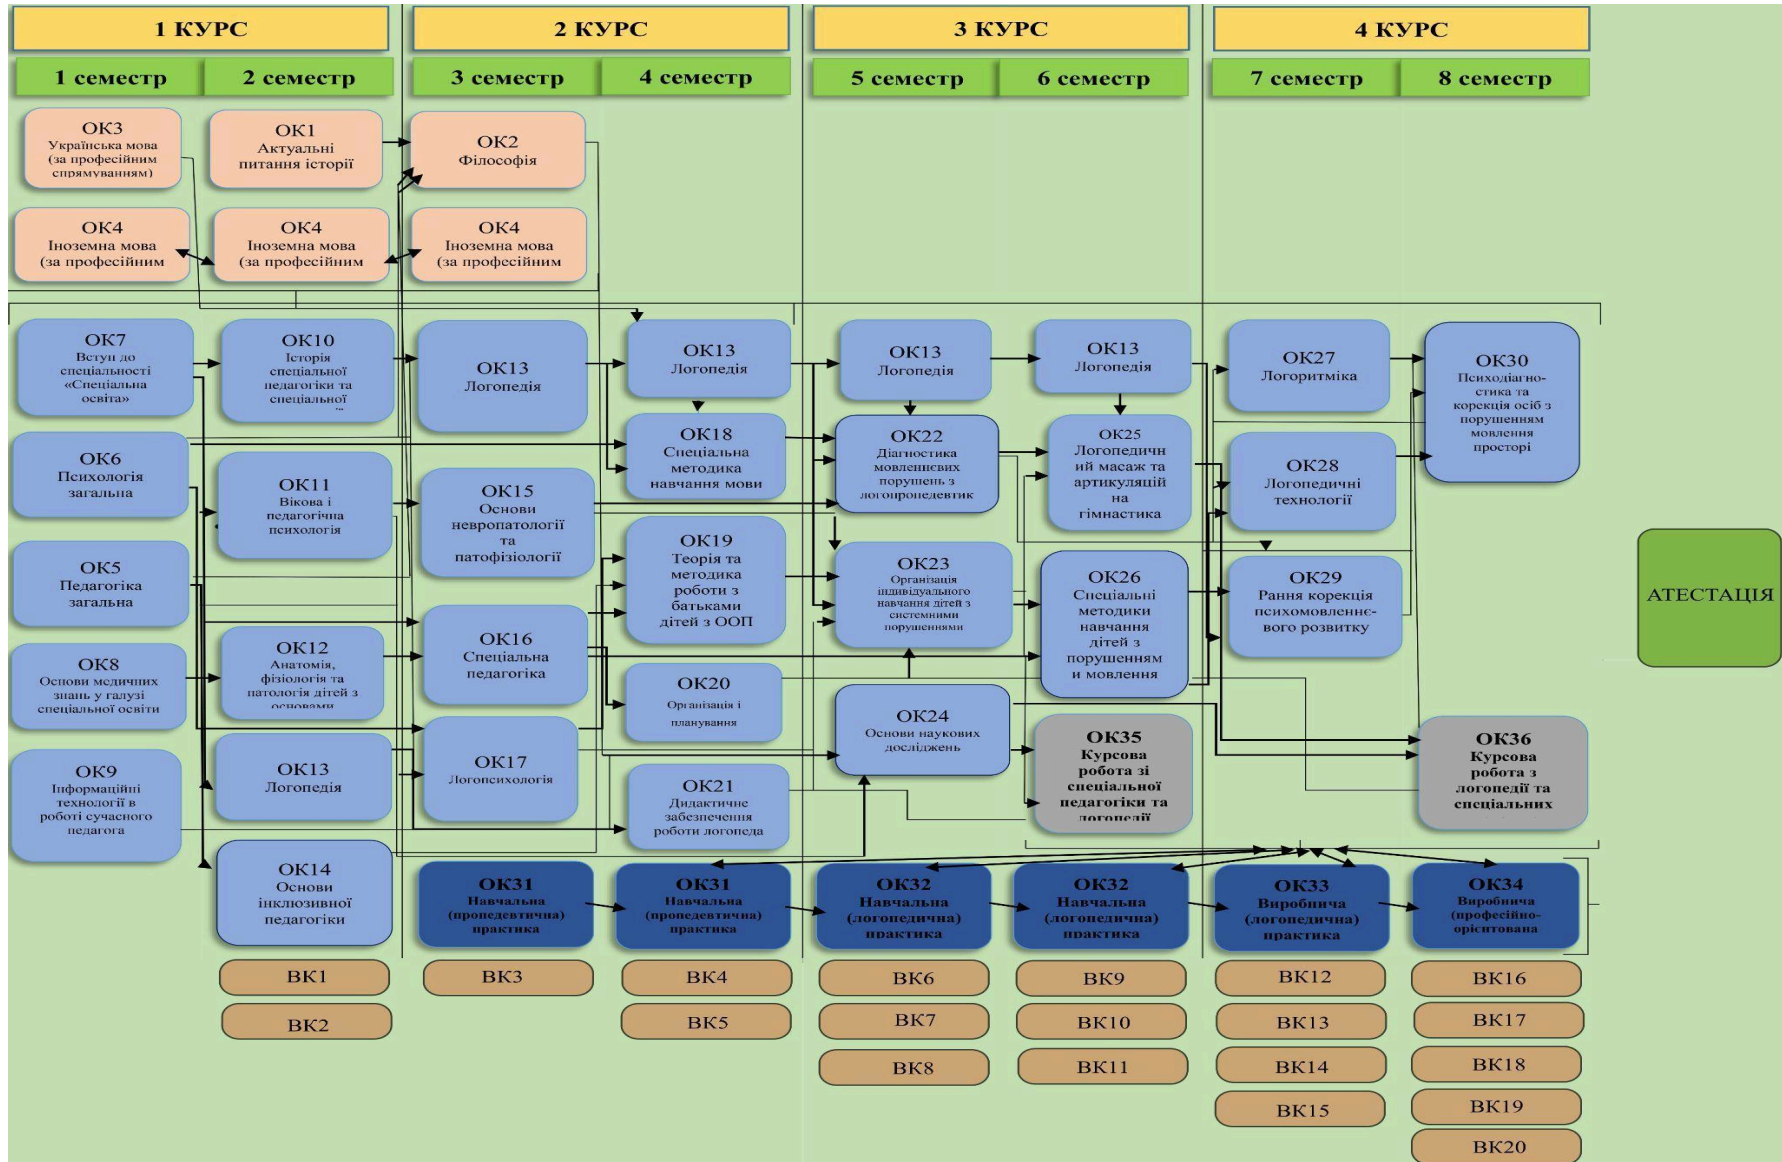 1 КУРС
2 КУРС
3 КУРС
4 КУРС
1 семестр
2 семестр
3 семестр
4 семестр
5 семестр
6 семестр
7 семестр
8 семестр
ОК3
Українська мова
(за професійним
спрямуванням)
ОК1
Актуальні
питання історії
ОК2
Філософія
ОК4
Іноземна мова
(за професійним
ОК4
Іноземна мова
(за професійним
ОК4
Іноземна мова
(за професійним
ОК7
Вступ до
спеціальності
«Спеціальна
освіта»
ОК10
Історія
спеціальної
педагогіки та
спеціальної
ОК13
Логопедія
ОК13
Логопедія
ОК13
Логопедія
ОК13
Логопедія
ОК27
Логоритміка
ОК30
Психодіагно-
стика та
корекція осіб з
порушенням
мовлення
просторі
ОК6
Психологія
загальна
ОК11
Вікова і
педагогічна
психологія
ОК15
Основи
невропатології
та
патофізіології
ОК18
Спеціальна
методика
навчання мови
ОК22
Діагностика
мовленнєвих
порушень з
логопропедевтик
ОК25
Логопедичн
ий масаж та
артикуляцій
на
гімнастика
ОК28
Логопедичні
технології
ОК5
Педагогіка
загальна
ОК19
Теорія та
методика
роботи з
батьками
дітей з ООП
ОК23
Організація
індивідуального
навчання дітей з
системними
порушеннями
ОК26
Спеціальні
методики
навчання
дітей з
порушенням
и мовлення
ОК29
Рання корекція
психомовленнє-
вого розвитку
АТЕСТАЦІЯ
ОК8
Основи медичних
знань у галузі
спеціальної освіти
ОК12
Анатомія,
фізіологія та
патологія дітей з
основами
ОК16
Спеціальна
педагогіка
ОК20
Організація і
планування
ОК9
Інформаційні
технології в
роботі сучасного
педагога
ОК13
Логопедія
ОК17
Логопсихологія
ОК21
Дидактичне
забезпечення
роботи логопеда
ОК24
Основи наукових
досліджень
ОК35
Курсова
робота зі
спеціальної
педагогіки та
логопедії
ОК36
Курсова
робота з
логопедії та
спеціальних
ОК14
Основи
інклюзивної
педагогіки
ОК31
Навчальна
(пропедевтична)
практика
ОК31
Навчальна
(пропедевтична)
практика
ОК32
Навчальна
(логопедична)
практика
ОК32
Навчальна
(логопедична)
практика
ОК33
Виробнича
(логопедична)
практика
ОК34
Виробнича
(професійно-
орієнтована
ВК1
ВК3
ВК4
ВК6
ВК9
ВК12
ВК16
ВК2
ВК5
ВК7
ВК10
ВК13
ВК17
ВК8
ВК11
ВК14
ВК18
ВК15
ВК19
ВК20